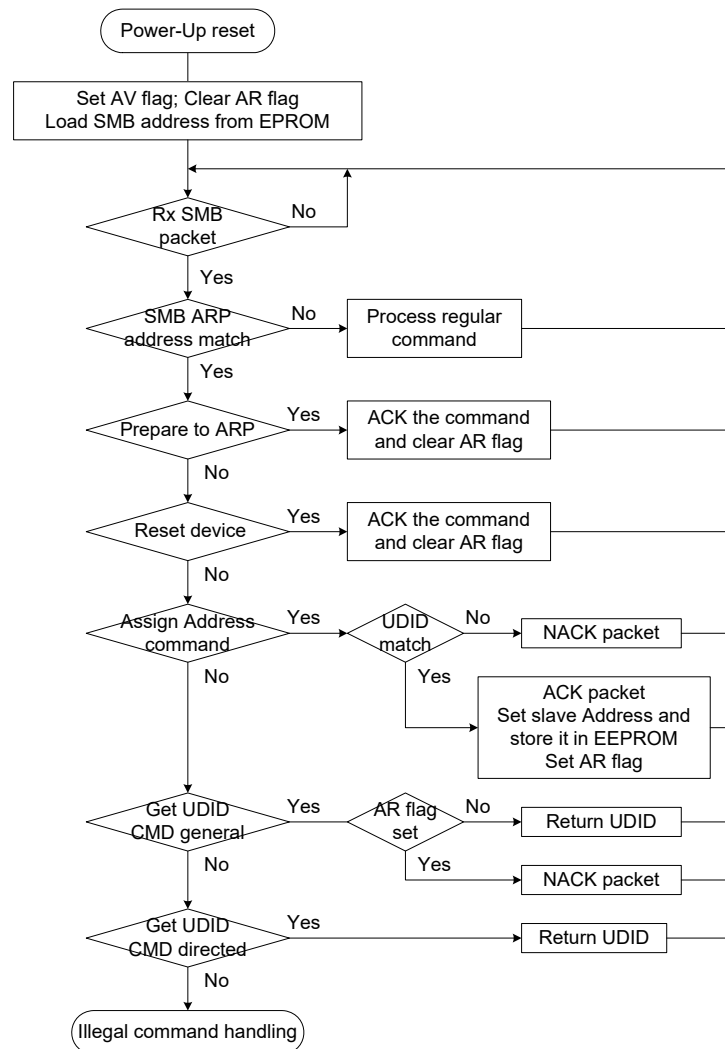 Power-Up reset
Set AV flag; Clear AR flag
Load SMB address from EPROM
Rx SMB
packet
No
Yes
SMB ARP
address match
No
Process regular
command
Yes
Prepare to ARP
Yes
ACK the command
and clear AR flag
No
Reset device
Yes
ACK the command
and clear AR flag
No
Assign Address
command
Yes
UDID
match
No
NACK packet
No
Yes
ACK packet
Set slave Address and
store it in EEPROM
Set AR flag
Get UDID
CMD general
Yes
AR flag
set
No
Return UDID
No
Yes
NACK packet
Get UDID
CMD directed
Yes
Return UDID
No
Illegal command handling